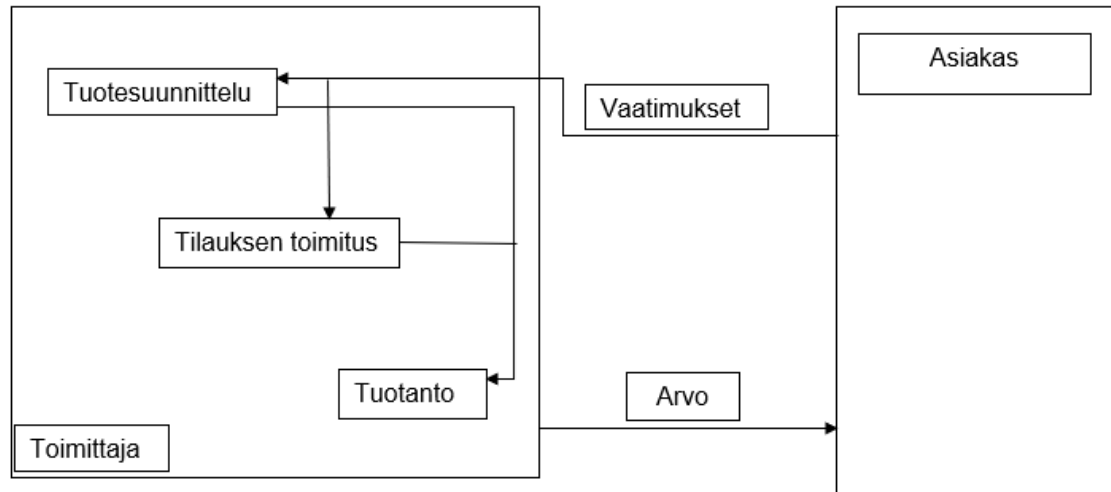 Asiakas
Tuotesuunnittelu
Vaatimukset
Tilauksen toimitus
Tuotanto
Arvo
Toimittaja